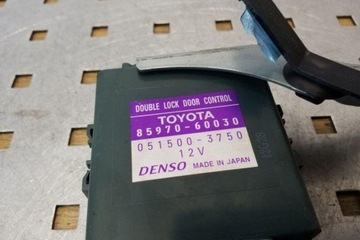 DOUBLE LOCK DOOR CONTROL
TOYOTA
85970-60030
051500-3750
12V
DENSO MADE IN JAPAN